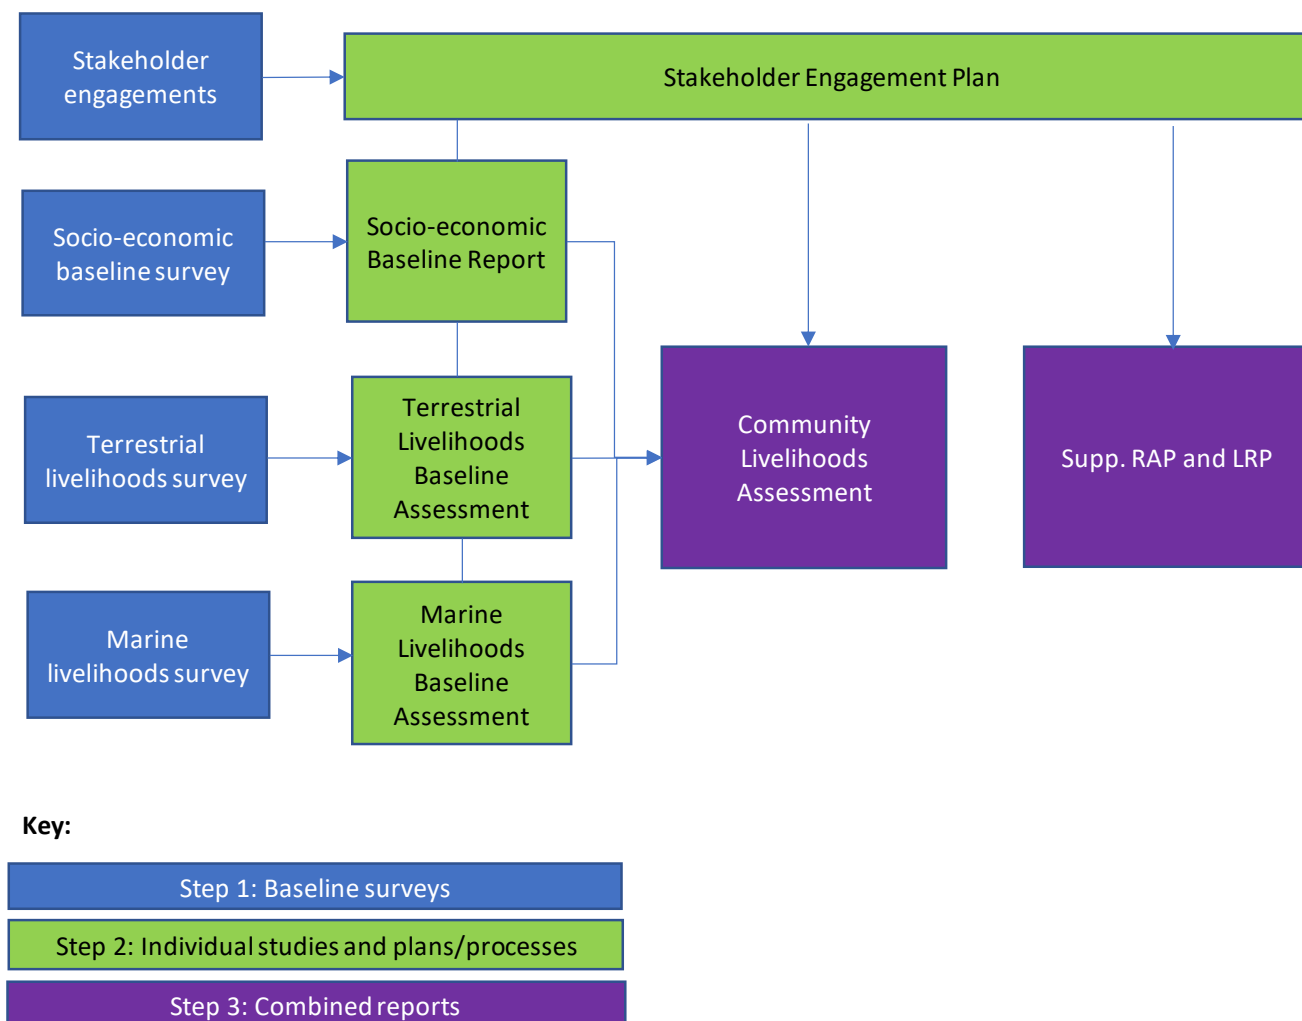 Stakeholder
engagements
Stakeholder Engagement Plan
Socio-economic
baseline survey
Socio-economic
Baseline Report
Terrestrial
livelihoods survey
Terrestrial
Livelihoods
Baseline
Assessment
Community
Livelihoods
Assessment
Supp. RAP and LRP
Marine
livelihoods survey
Marine
Livelihoods
Baseline
Assessment
Key:
Step 1: Baseline surveys
Step 2: Individual studies and plans/processes
Step 3: Combined reports